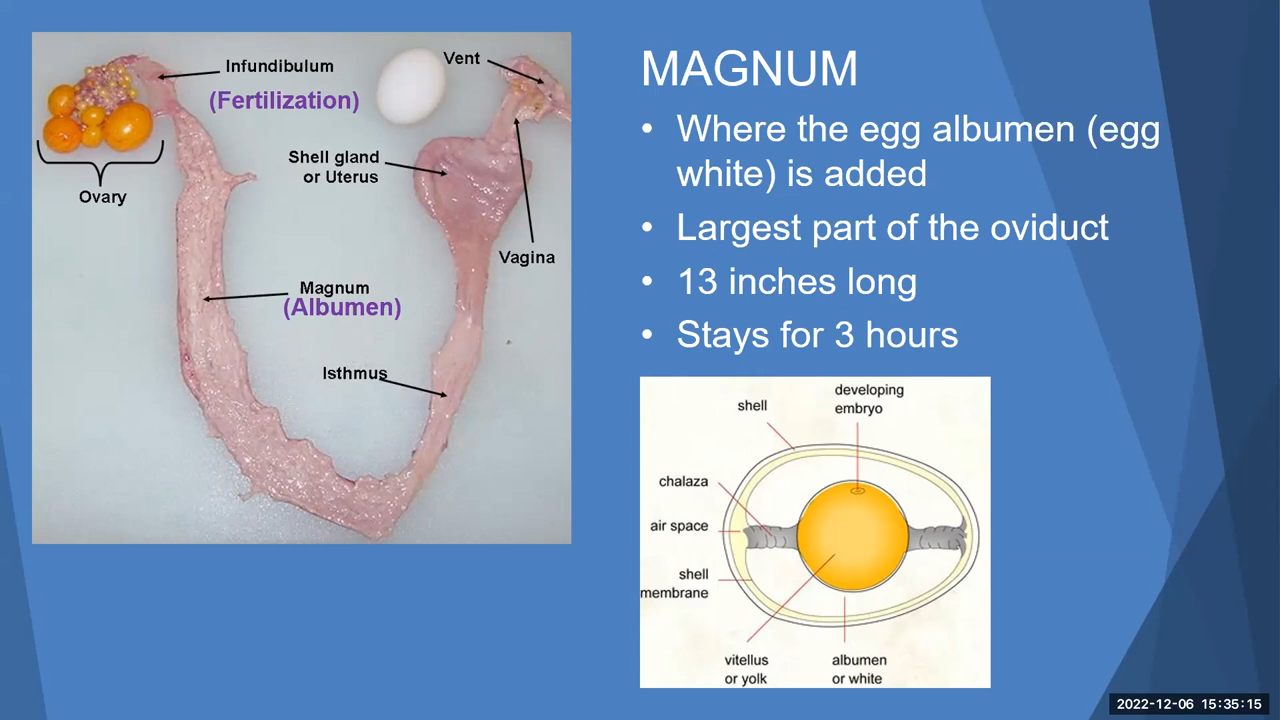 Infundibulum
(Fertilization)
Vent
Shell gland
or Uterus
Ovary
Vagina
Magnum
(Albumen)
Isthmus
MAGNUM
• Where the egg albumen (egg
white) is added
• Largest part of the oviduct
• 13 inches long
• Stays for 3 hours
developing
embryo
shell
chalaza
air space
shell
membrane
vitellus
or yolk
albumen
or white
2022-12-06 15:35:15